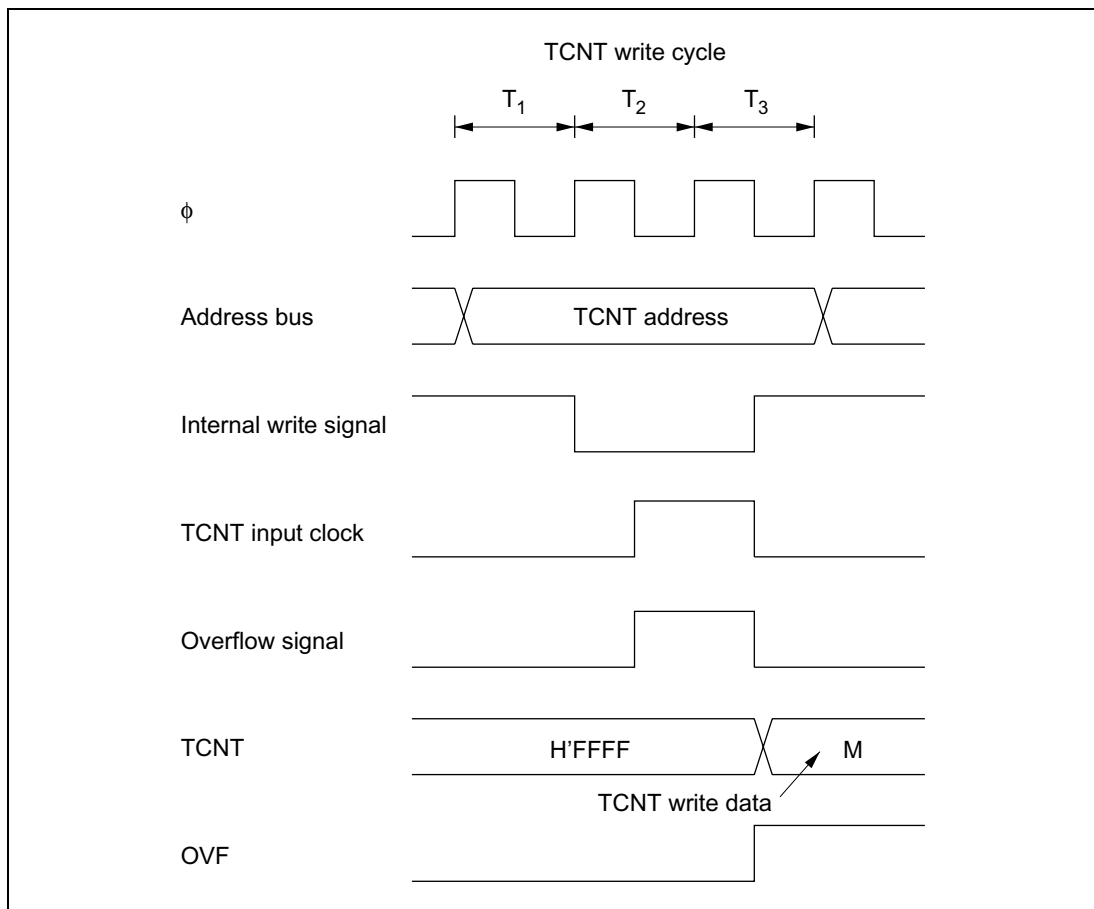 TCNT write cycle
T1 T2 T3
ϕ
Address bus TCNT address
Internal write signal
TCNT input clock
Overflow signal
TCNT H'FFFF M
TCNT write data
OVF